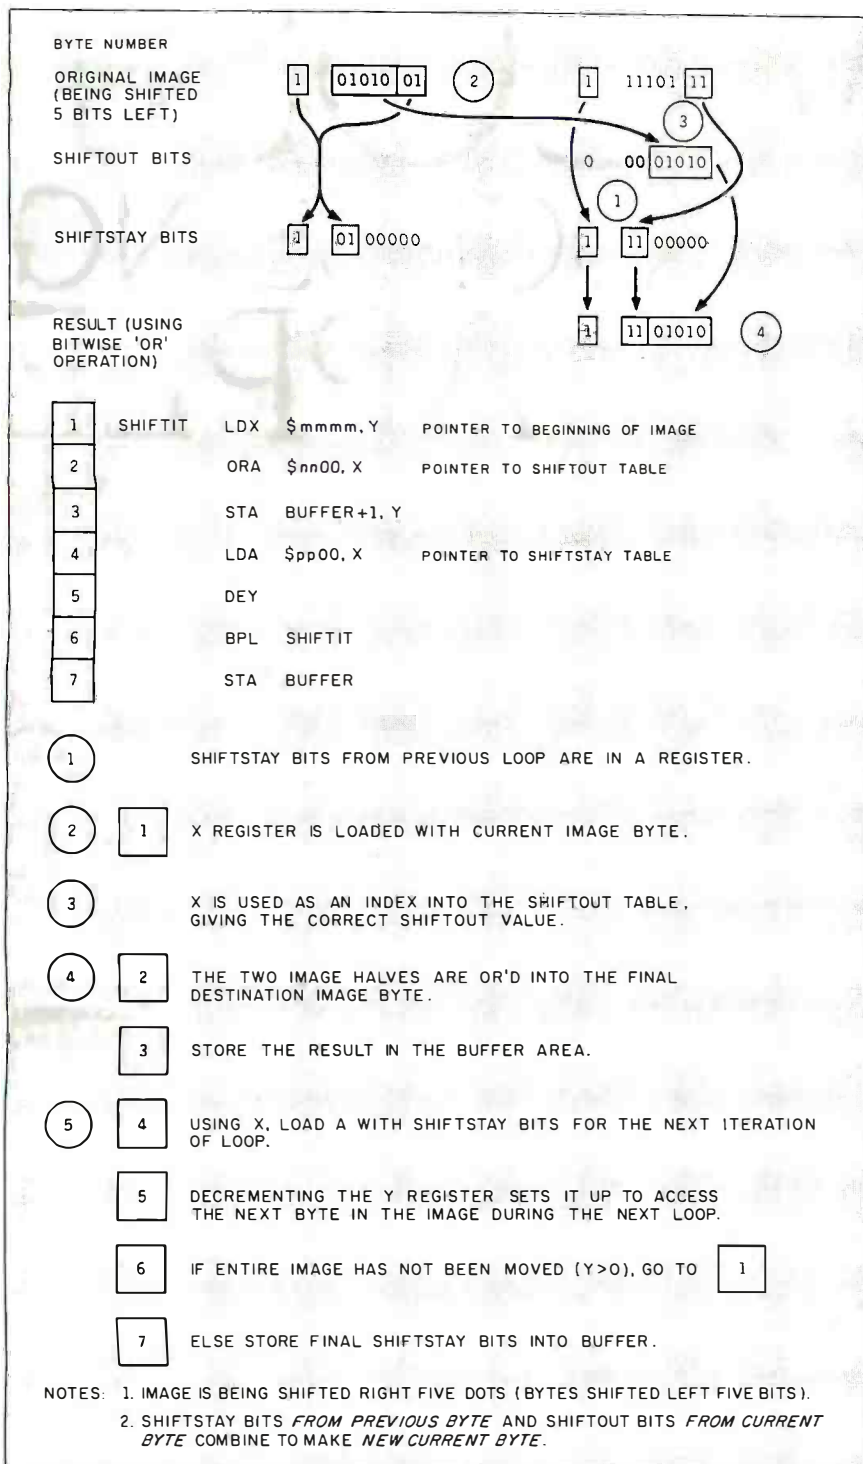 BYTE NUMBER
ORIGINAL IMAGE
(BEING SHIFTED
5 BITS LEFT)
1 01010 01 2 1 11101 11
3
SHIFTOUT BITS
0 00 01010
1
SHIFTSTAY BITS
1 01 00000 1 11 00000
RESULT (USING
BITWISE 'OR'
OPERATION)
1 11 01010 4
1 SHIFTIT LDX $mmmm, Y POINTER TO BEGINNING OF IMAGE
2 ORA $nn00, X POINTER TO SHIFTOUT TABLE
3 STA BUFFER+1, Y
4 LDA $pp00, X POINTER TO SHIFTSTAY TABLE
5 DEY
6 BPL SHIFTIT
7 STA BUFFER
1 SHIFTSTAY BITS FROM PREVIOUS LOOP ARE IN A REGISTER.
2 1 X REGISTER IS LOADED WITH CURRENT IMAGE BYTE.
3 X IS USED AS AN INDEX INTO THE SHIFTOUT TABLE,
GIVING THE CORRECT SHIFTOUT VALUE.
4 2 THE TWO IMAGE HALVES ARE OR'D INTO THE FINAL
DESTINATION IMAGE BYTE.
3 STORE THE RESULT IN THE BUFFER AREA.
5 4 USING X, LOAD A WITH SHIFTSTAY BITS FOR THE NEXT ITERATION
OF LOOP.
5 DECREMENTING THE Y REGISTER SETS IT UP TO ACCESS
THE NEXT BYTE IN THE IMAGE DURING THE NEXT LOOP.
6 IF ENTIRE IMAGE HAS NOT BEEN MOVED (Y>0), GO TO 1
7 ELSE STORE FINAL SHIFTSTAY BITS INTO BUFFER.
NOTES: 1. IMAGE IS BEING SHIFTED RIGHT FIVE DOTS (BYTES SHIFTED LEFT FIVE BITS).
2. SHIFTSTAY BITS FROM PREVIOUS BYTE AND SHIFTOUT BITS FROM CURRENT
BYTE COMBINE TO MAKE NEW CURRENT BYTE.